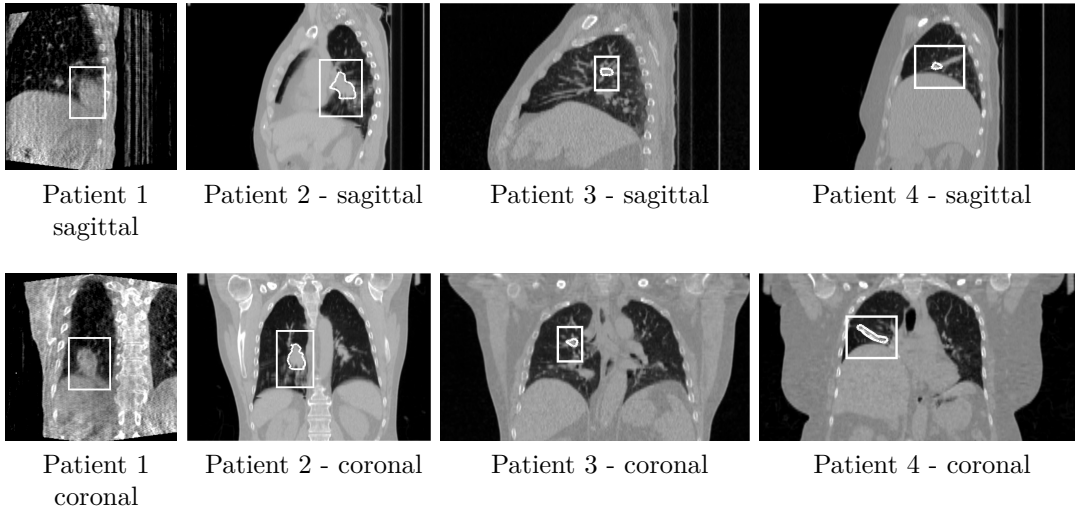 Patient 1
sagittal
Patient 2 - sagittal
Patient 3 - sagittal
Patient 4 - sagittal
Patient 1
coronal
Patient 2 - coronal
Patient 3 - coronal
Patient 4 - coronal